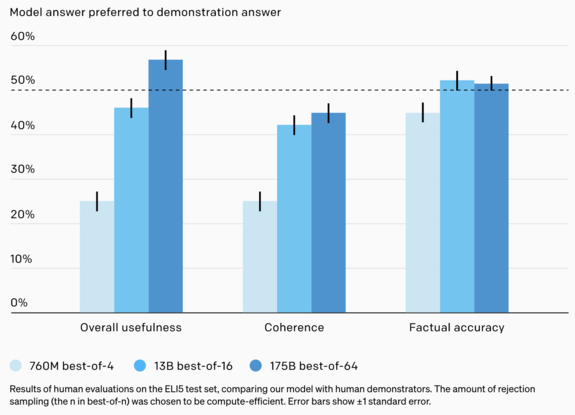 Model answer preferred to demonstration answer
60%
50%
40%
30%
20%
10%
0%
Overall usefulness
Coherence
Factual accuracy
760M best-of-4
13B best-of-16
175B best-of-64
Results of human evaluations on the ELI5 test set, comparing our model with human demonstrators. The amount of rejection
sampling (the n in best-of-n) was chosen to be compute-efficient. Error bars show ±1 standard error.